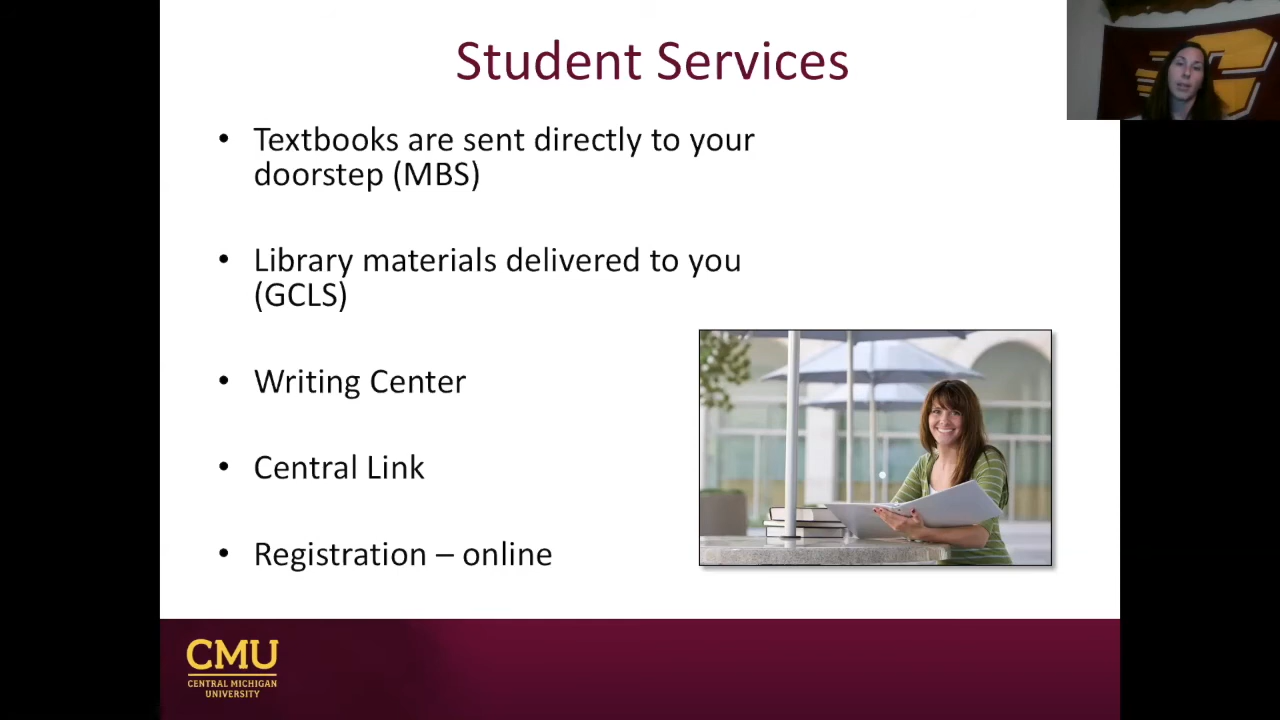 Student Services
• Textbooks are sent directly to your
doorstep (MBS)
• Library materials delivered to you
(GCLS)
• Writing Center
• Central Link
• Registration – online
CMU
CENTRAL MICHIGAN
UNIVERSITY